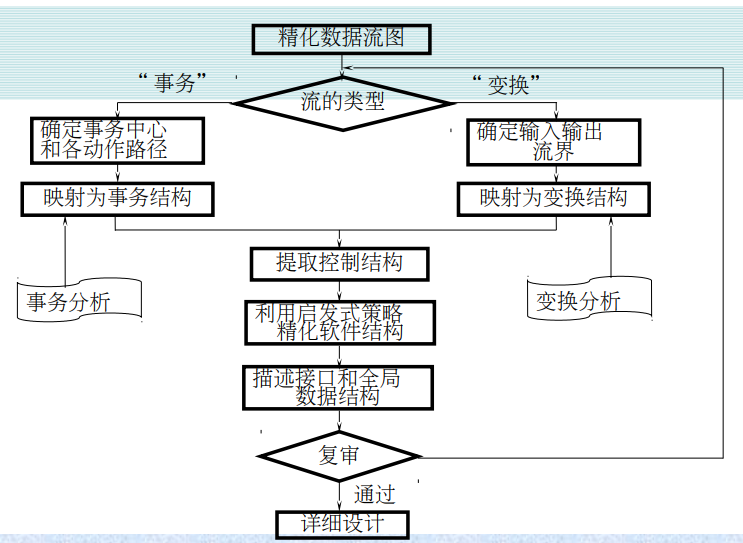 精化数据流图
“事务”
“变换”
流的类型
确定事务中心
和各动作路径
确定输入输出
流界
映射为事务结构
映射为变换结构
提取控制结构
事务分析
变换分析
利用启发式策略
精化软件结构
描述接口和全局
数据结构
复审
通过
详细设计